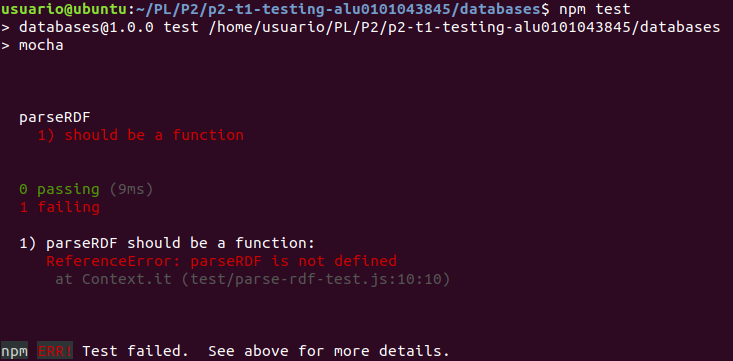 usuario@ubuntu:~/PL/P2/p2-t1-testing-alu0101043845/databases$ npm test
> databases@1.0.0 test /home/usuario/PL/P2/p2-t1-testing-alu0101043845/databases
> mocha
parseRDF
1) should be a function
0 passing (9ms)
1 failing
1) parseRDF should be a function:
ReferenceError: parseRDF is not defined
at Context.it (test/parse-rdf-test.js:10:10)
npm ERR! Test failed.  See above for more details.